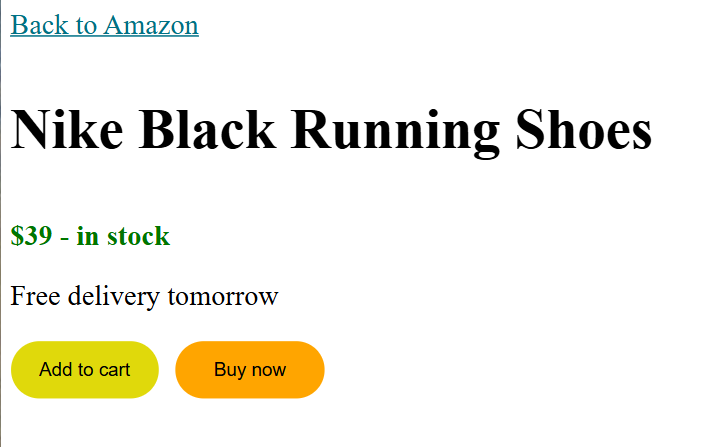 Back to Amazon
Nike Black Running Shoes
$39 - in stock
Free delivery tomorrow
Add to cart Buy now